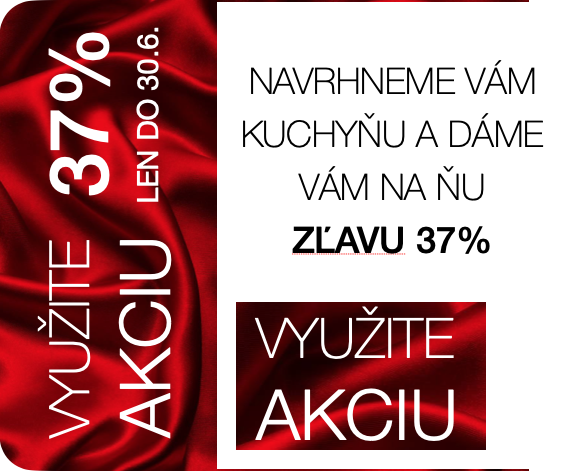 VYUŽITE 37%
AKCIU LEN DO 30.6.
NAVRHNEME VÁM
KUCHYŇU A DÁME
VÁM NA ŇU
ZĽAVU 37%
VYUŽITE
AKCIU